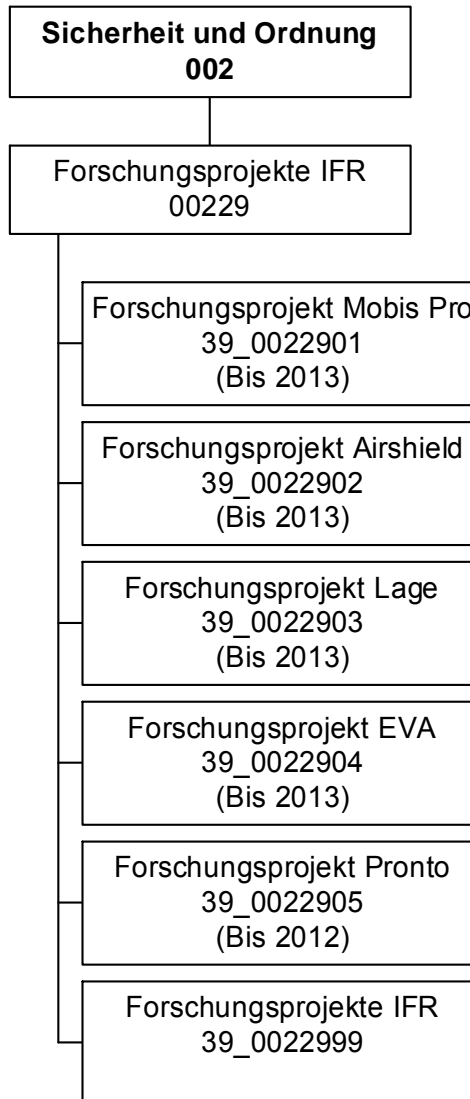 Sicherheit und Ordnung
002
Forschungsprojekte IFR
00229
Forschungsprojekt Mobis Pro
39_0022901
(Bis 2013)
Forschungsprojekt Airshield
39_0022902
(Bis 2013)
Forschungsprojekt Lage
39_0022903
(Bis 2013)
Forschungsprojekt EVA
39_0022904
(Bis 2013)
Forschungsprojekt Pronto
39_0022905
(Bis 2012)
Forschungsprojekte IFR
39_0022999